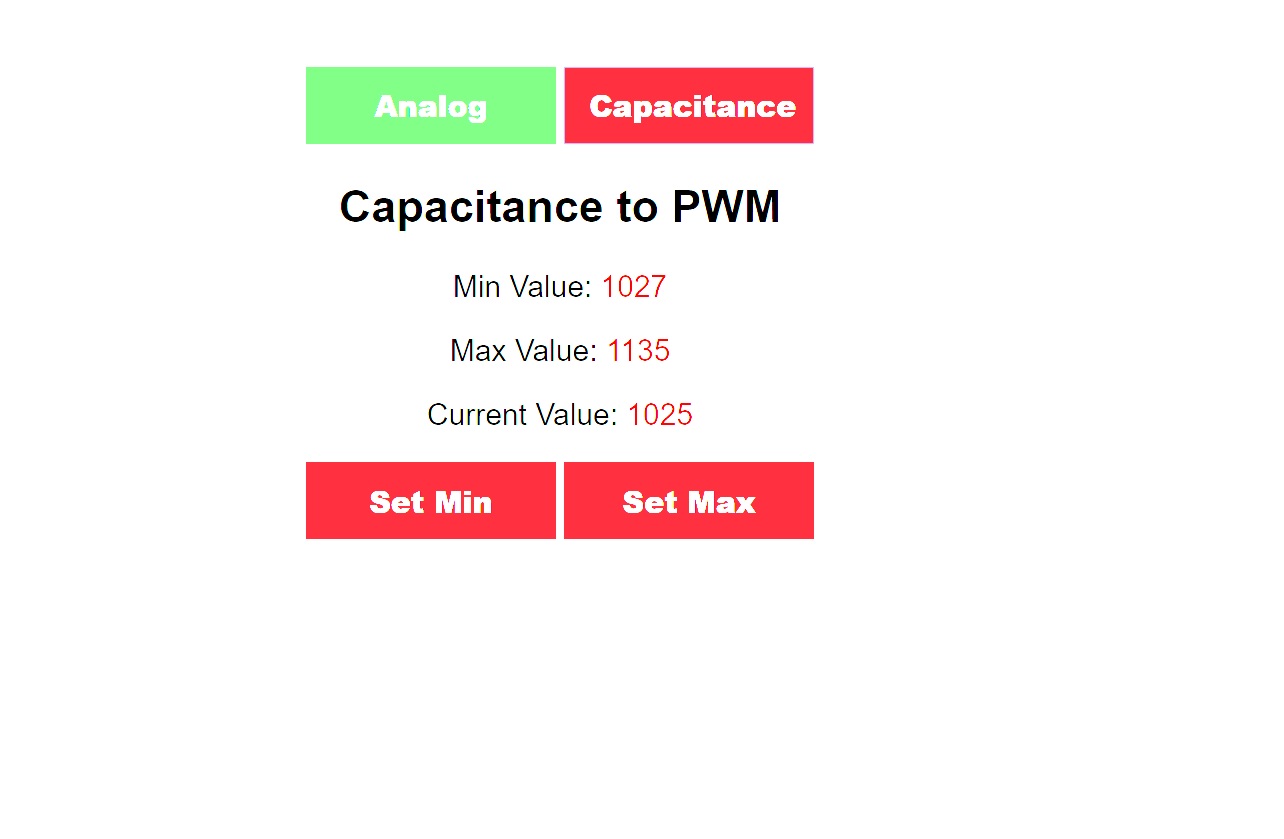 Analog Capacitance
Capacitance to PWM
Min Value: 1027
Max Value: 1135
Current Value: 1025
Set Min Set Max